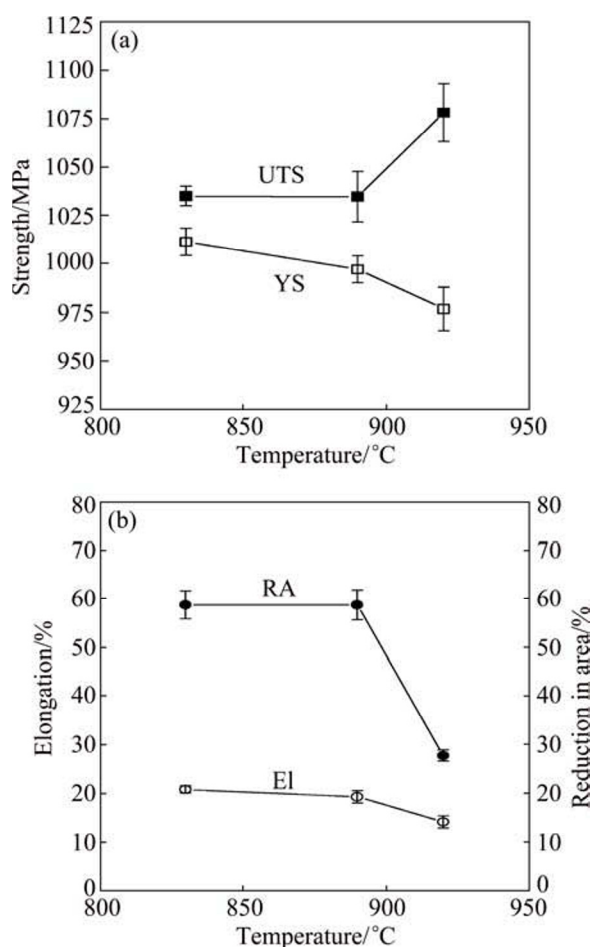 (a)
1125
1100
1075
1050
1025
1000
975
950
925
Strength/MPa
UTS
YS
800 850 900 950
Temperature/°C
(b)
80
70
60
50
40
30
20
10
0
Elongation/%
RA
El
80
70
60
50
40
30
20
10
0
Reduction in area/%
800 850 900 950
Temperature/°C